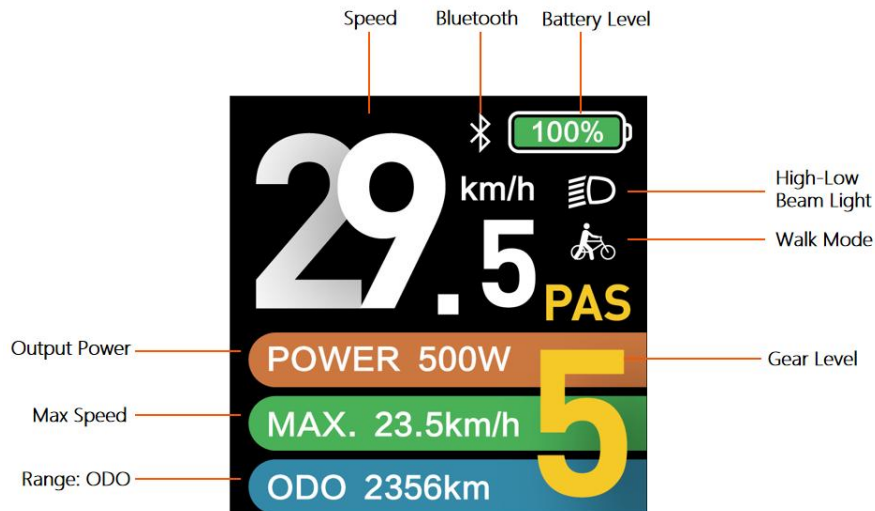 Speed
Bluetooth
Battery Level
100%
29.5
km/h
High-Low
Beam Light
Walk Mode
PAS
Output Power
POWER 500W
5
Gear Level
Max Speed
MAX. 23.5km/h
Range: ODO
ODO 2356km